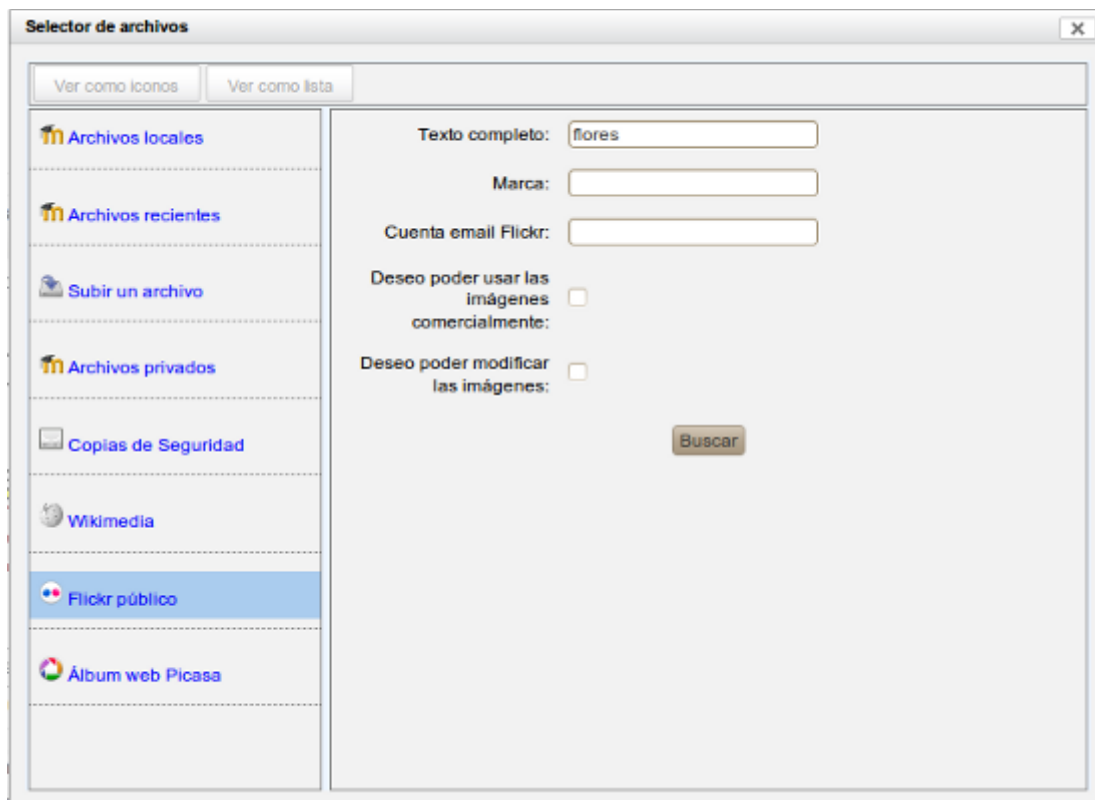 Selector de archivos
Ver como iconos
Ver como lista
Archivos locales
Archivos recientes
Subir un archivo
Archivos privados
Copias de Seguridad
Wikimedia
Flickr público
Álbum web Picasa
Texto completo: flores
Marca:
Cuenta email Flickr:
Deseo poder usar las
imágenes
comercialmente:
Deseo poder modificar
las imágenes:
Buscar